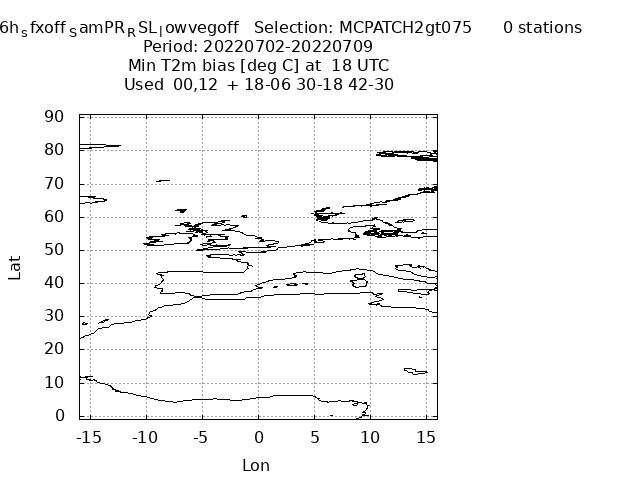 6hsfxoffSamPRRSLlowvegoff Selection: MCPATCH2gt075 0 stations
Period: 20220702-20220709
Min T2m bias [deg C] at 18 UTC
Used 00,12 + 18-06 30-18 42-30
90
80
70
60
50
40
30
20
10
0
Lat
-15 -10 -5 0 5 10 15
Lon